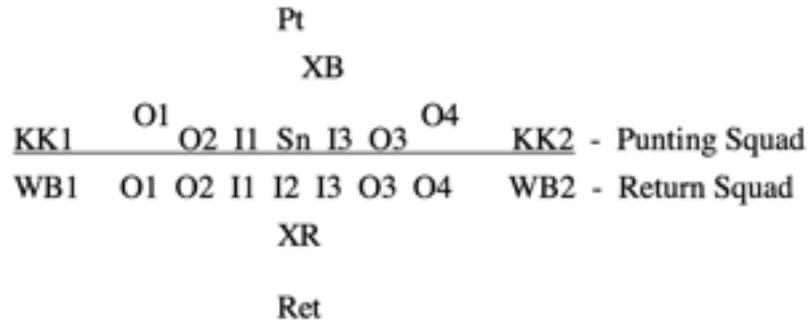 Pt
XB
O1 O4
KK1 O2 I1 Sn I3 O3 KK2 - Punting Squad
WB1 O1 O2 I1 I2 I3 O3 O4 WB2 - Return Squad
XR
Ret